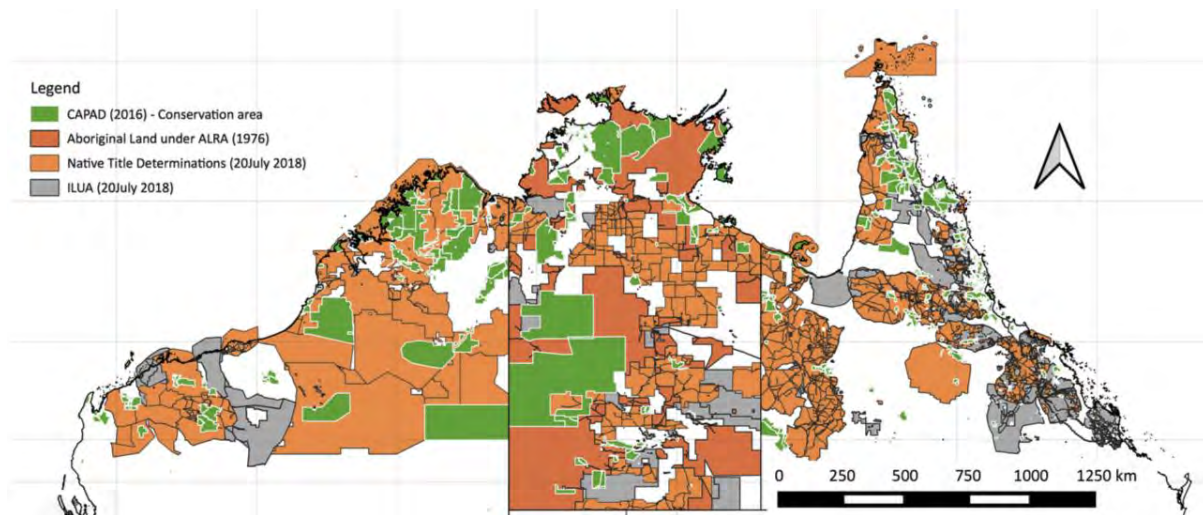 Legend
CAPAD (2016) - Conservation area
Aboriginal Land under ALRA (1976)
Native Title Determinations (20July 2018)
ILUA (20July 2018)
0 250 500 750 1000 1250 km